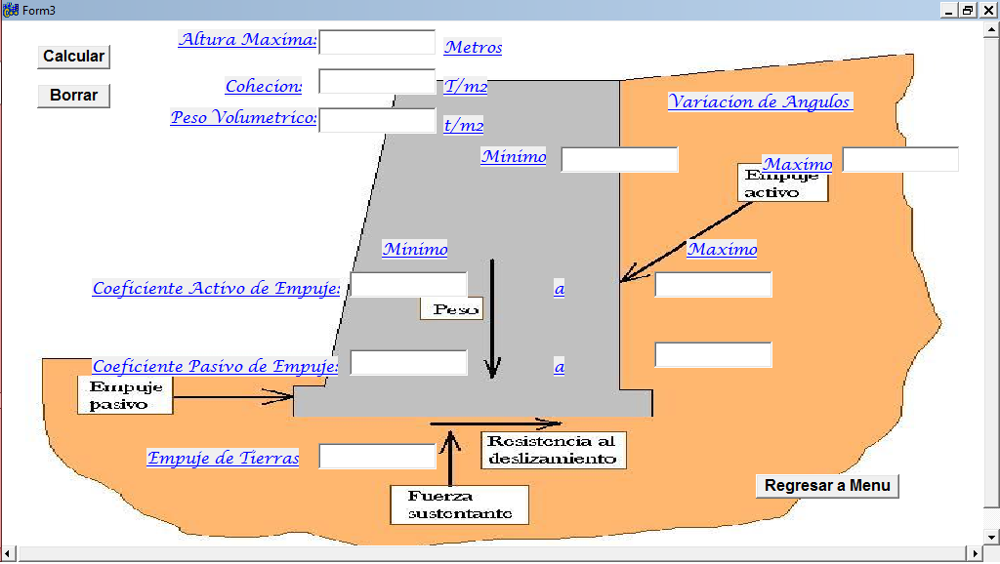 Form3
Calcular
Altura Maxima:
Metros
Borrar
Cohecion:
T/m2
Variacion de Angulos
Peso Volumetrico:
t/m2
Minimo
Maximo
Empuje
activo
Minimo
Maximo
Coeficiente Activo de Empuje:
a
Peso
Coeficiente Pasivo de Empuje:
a
Empuje
pasivo
Resistencia al
deslizamiento
Empuje de Tierras
Regresar a Menu
Fuerza
sustentante